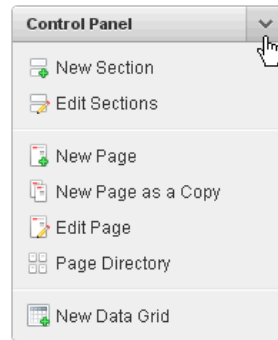 Control Panel
New Section
Edit Sections
New Page
New Page as a Copy
Edit Page
Page Directory
New Data Grid